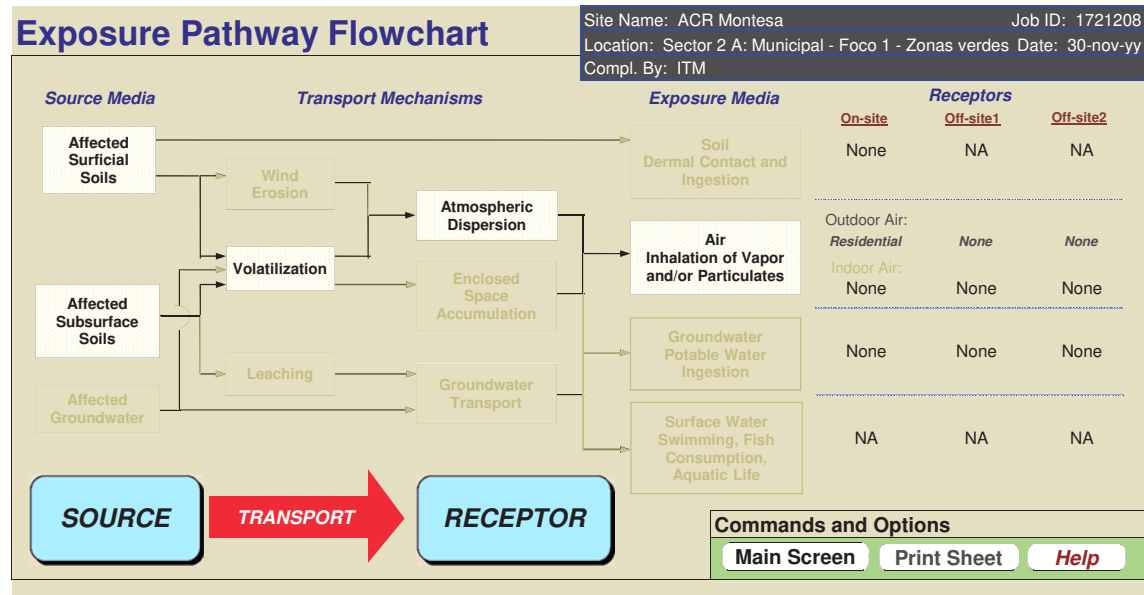 Exposure Pathway Flowchart
Site Name: ACR Montesa Job ID: 1721208
Location: Sector 2 A: Municipal - Foco 1 - Zonas verdes Date: 30-nov-yy
Compl. By: ITM
Source Media Transport Mechanisms Exposure Media Receptors
On-site Off-site1 Off-site2
Affected
Surficial
Soils
Wind
Erosion
Volatilization
Affected
Subsurface
Soils
Leaching
Affected
Groundwater
Atmospheric
Dispersion
Enclosed
Space
Accumulation
Groundwater
Transport
Soil
Dermal Contact and
Ingestion
None NA NA
Air
Inhalation of Vapor
and/or Particulates
Outdoor Air:
Residential None None
Indoor Air:
None None None
Groundwater
Potable Water
Ingestion
None None None
Surface Water
Swimming, Fish
Consumption,
Aquatic Life
NA NA NA
SOURCE TRANSPORT RECEPTOR
Commands and Options
Main Screen Print Sheet Help